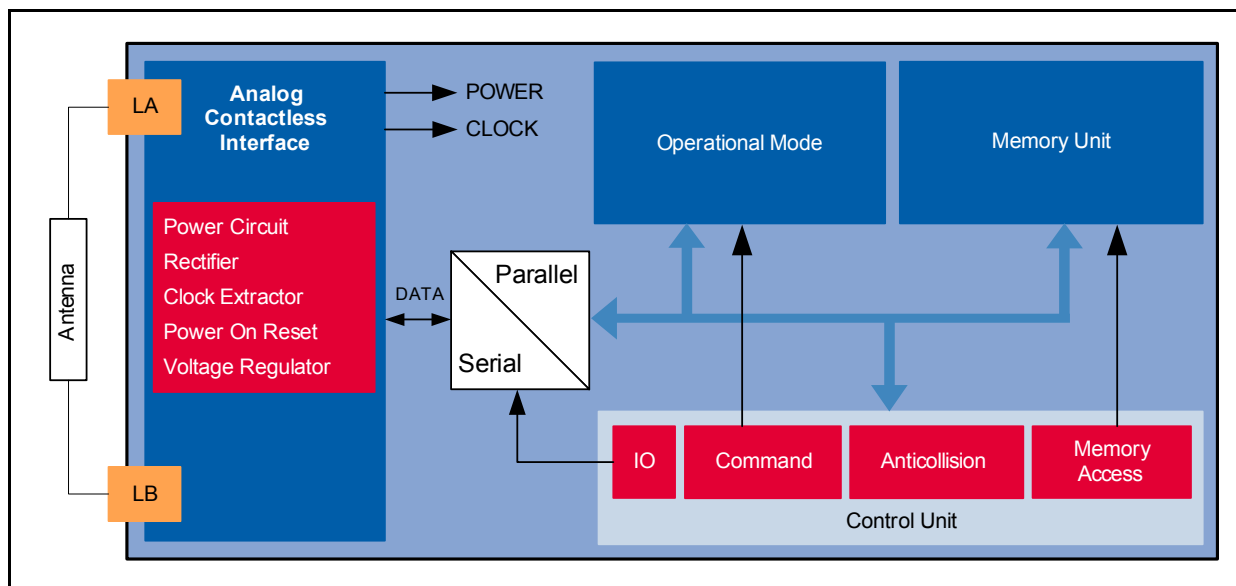 LA
Analog
Contactless
Interface
POWER
CLOCK
Operational Mode
Memory Unit
Power Circuit
Rectifier
Clock Extractor
Power On Reset
Voltage Regulator
Antenna
DATA
Parallel
Serial
LB
IO
Command
Anticollision
Memory
Access
Control Unit